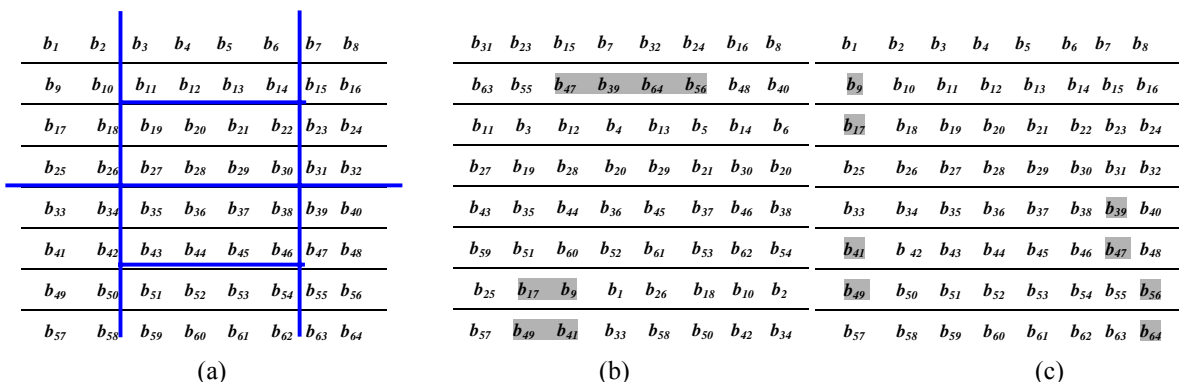 b1 b2 b3 b4 b5 b6 b7 b8
b9 b10 b11 b12 b13 b14 b15 b16
b17 b18 b19 b20 b21 b22 b23 b24
b25 b26 b27 b28 b29 b30 b31 b32
b33 b34 b35 b36 b37 b38 b39 b40
b41 b42 b43 b44 b45 b46 b47 b48
b49 b50 b51 b52 b53 b54 b55 b56
b57 b58 b59 b60 b61 b62 b63 b64
(a)
b31 b23 b15 b7 b32 b24 b16 b8
b63 b55 b47 b39 b64 b56 b48 b40
b11 b3 b12 b4 b13 b5 b14 b6
b27 b19 b28 b20 b29 b21 b30 b20
b43 b35 b44 b36 b45 b37 b46 b38
b59 b51 b60 b52 b61 b53 b62 b54
b25 b17 b9 b1 b26 b18 b10 b2
b57 b49 b41 b33 b58 b50 b42 b34
(b)
b1 b2 b3 b4 b5 b6 b7 b8
b9 b10 b11 b12 b13 b14 b15 b16
b17 b18 b19 b20 b21 b22 b23 b24
b25 b26 b27 b28 b29 b30 b31 b32
b33 b34 b35 b36 b37 b38 b39 b40
b41 b 42 b43 b44 b45 b46 b47 b48
b49 b50 b51 b52 b53 b54 b55 b56
b57 b58 b59 b60 b61 b62 b63 b64
(c)